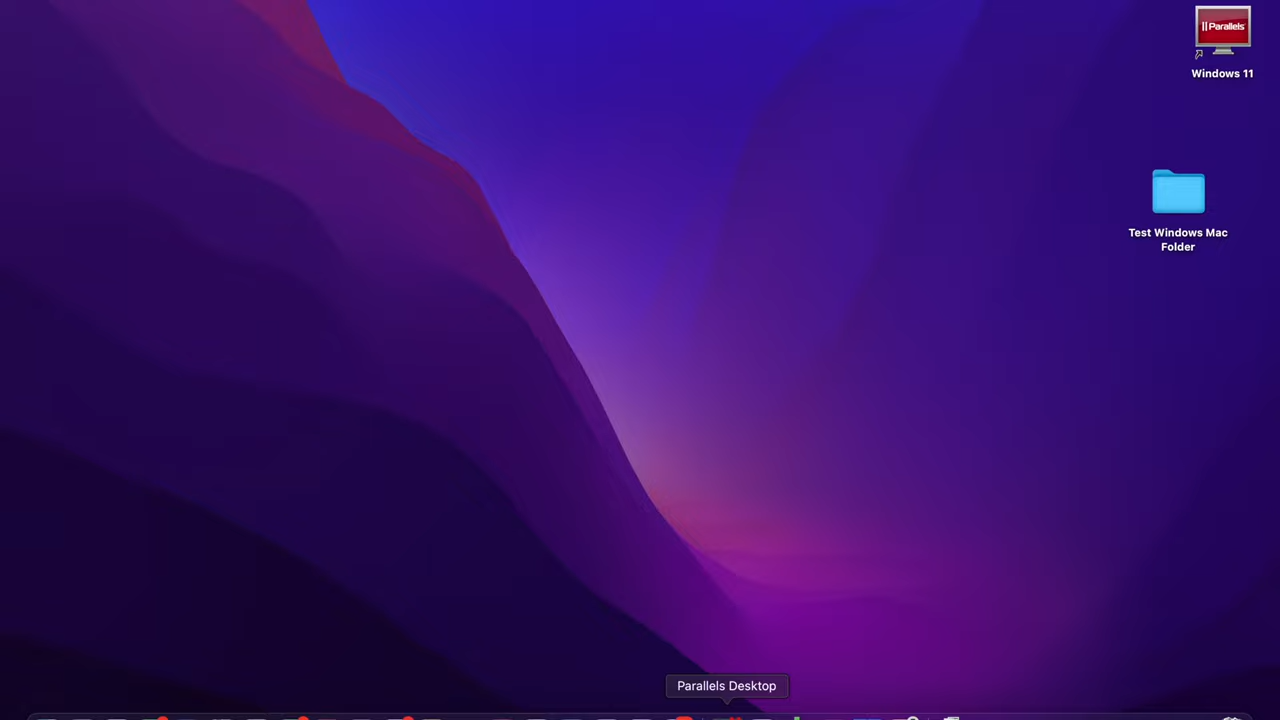 || Parallels
Windows 11
Test Windows Mac
Folder
Parallels Desktop